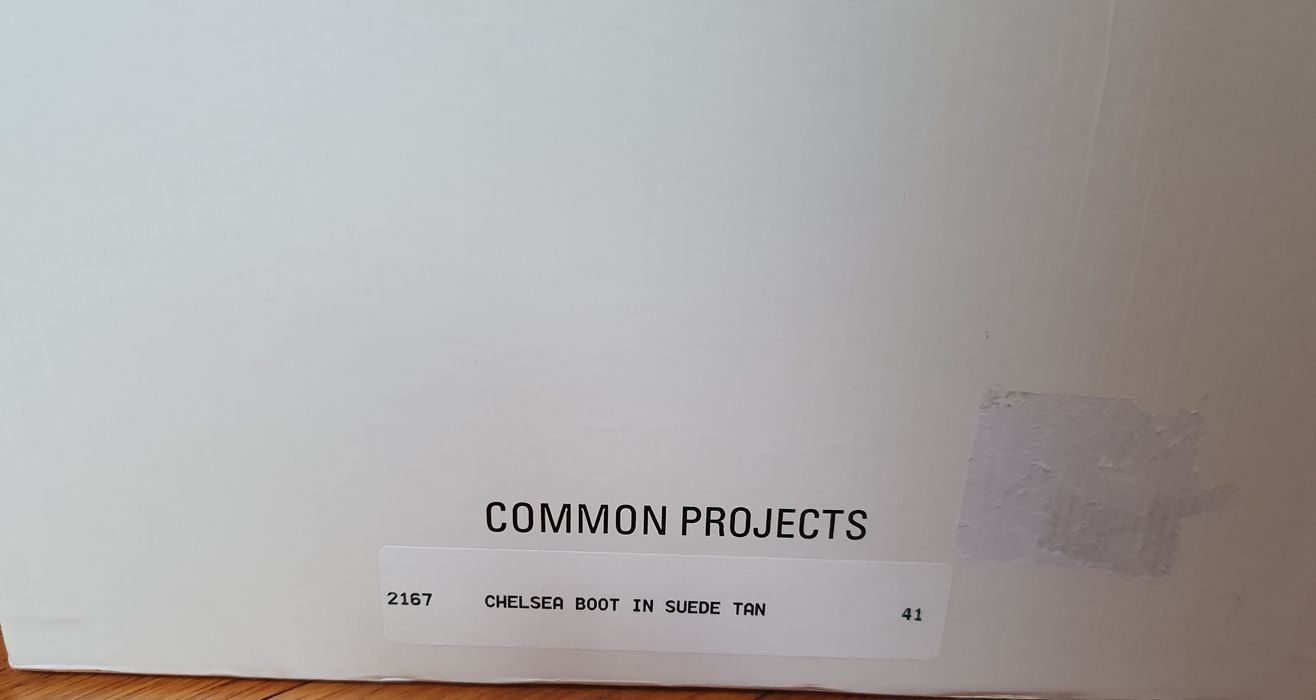 COMMON PROJECTS
2167 CHELSEA BOOT IN SUEDE TAN 41